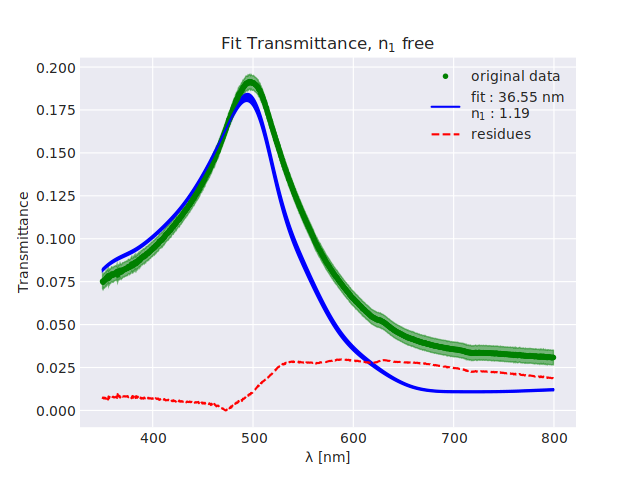 Fit Transmittance, n₁ free
original data
fit : 36.55 nm
n₁ : 1.19
residues
Transmittance
0.200
0.175
0.150
0.125
0.100
0.075
0.050
0.025
0.000
400 500 600 700 800
λ [nm]